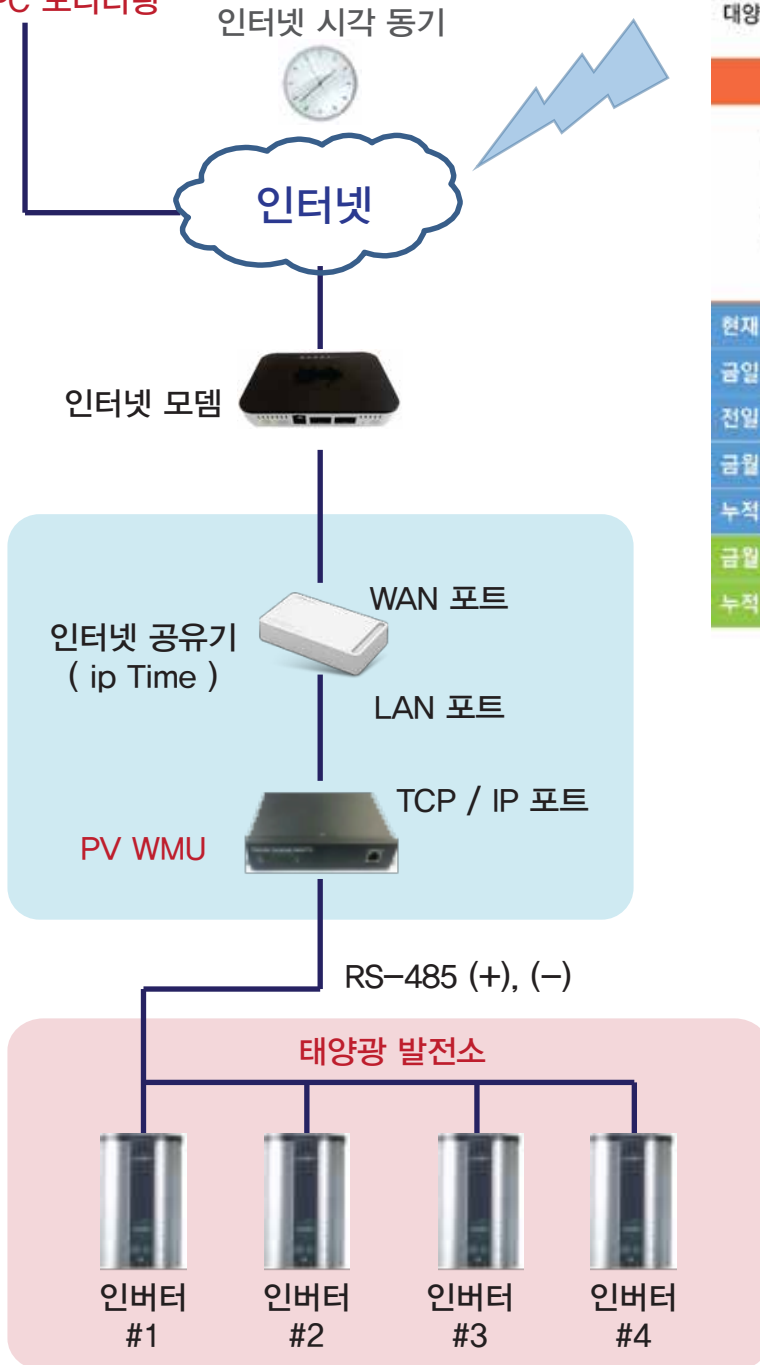 인터넷 시각 동기
인터넷
인터넷 모뎀
WAN 포트
인터넷 공유기
( ip Time )
LAN 포트
TCP / IP 포트
PV WMU
RS-485 (+), (-)
태양광 발전소
인버터
#1
인버터
#2
인버터
#3
인버터
#4
대양
현재
금일
전일
금월
누적
금월
누적